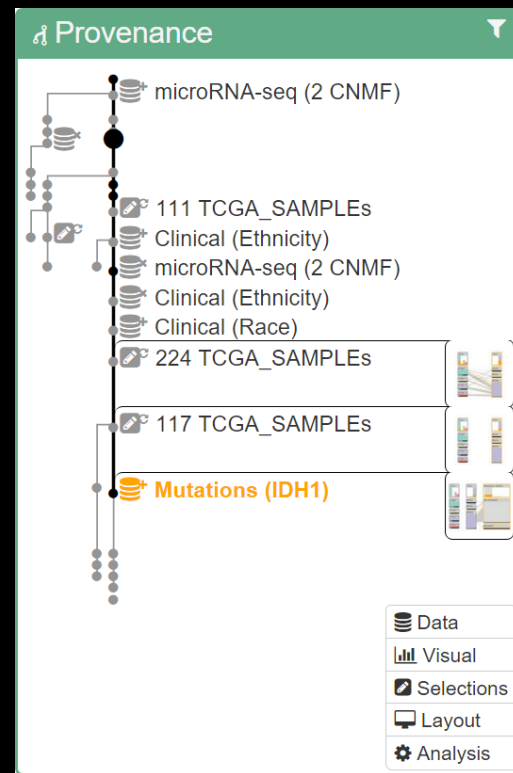 Provenance
microRNA-seq (2 CNMF)
111 TCGA_SAMPLEs
Clinical (Ethnicity)
microRNA-seq (2 CNMF)
Clinical (Ethnicity)
Clinical (Race)
224 TCGA_SAMPLEs
117 TCGA_SAMPLEs
Mutations (IDH1)
Data
Visual
Selections
Layout
Analysis